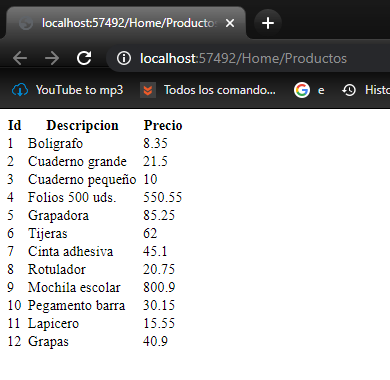 localhost:57492/Home/Productos
localhost:57492/Home/Productos
YouTube to mp3 Todos los comando... e Histo
Id Descripcion Precio
1 Boligrafo 8.35
2 Cuaderno grande 21.5
3 Cuaderno pequeño 10
4 Folios 500 uds. 550.55
5 Grapadora 85.25
6 Tijeras 62
7 Cinta adhesiva 45.1
8 Rotulador 20.75
9 Mochila escolar 800.9
10 Pegamento barra 30.15
11 Lapicero 15.55
12 Grapas 40.9